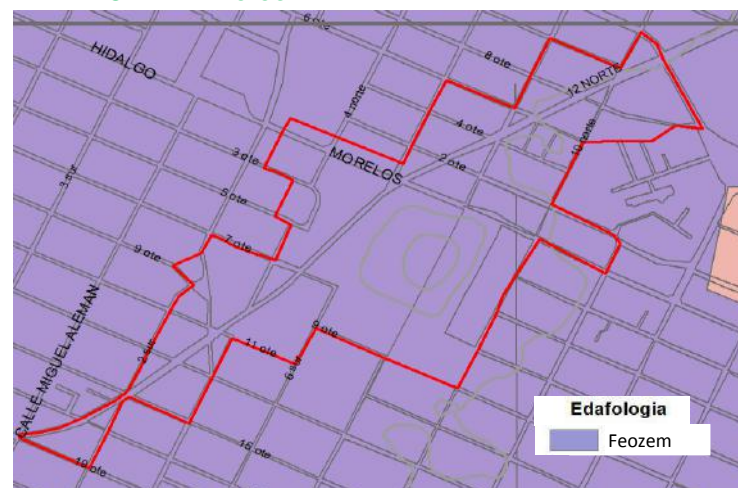 6 ote
HIDALGO
8 ote
12 NORTE
4 norte
4 ote
10 norte
3 ote
MORELOS
2 ote
3 sur
5 ote
7 ote
9 ote
CALLE MIGUEL ALEMAN
2 sur
11 ote
9 ote
6 sur
15 ote
19 ote
Edafologia
Feozem